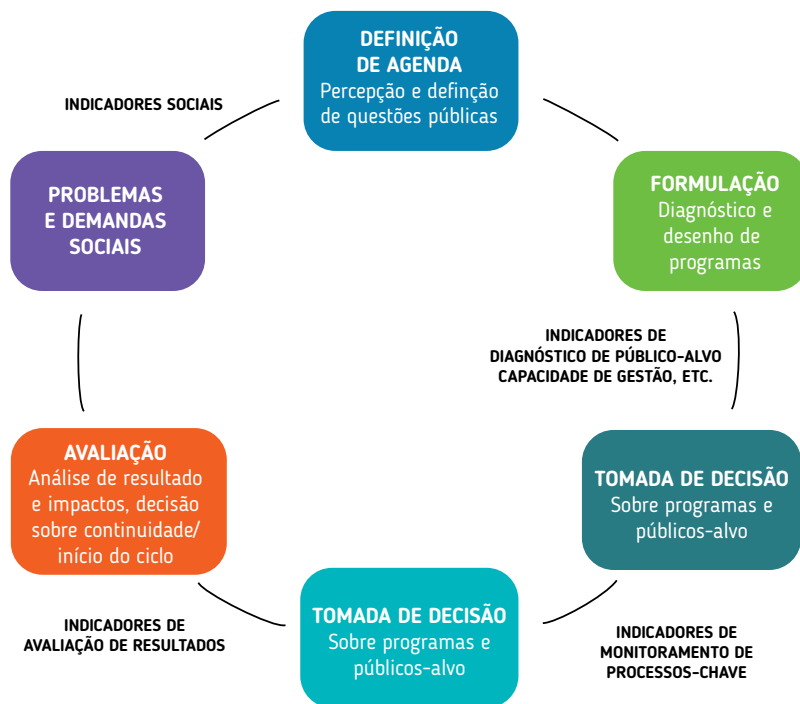 DEFINIÇÃO
DE AGENDA
Percepção e definção
de questões públicas
INDICADORES SOCIAIS
PROBLEMAS
E DEMANDAS
SOCIAIS
FORMULAÇÃO
Diagnóstico e
desenho de
programas
INDICADORES DE
DIAGNÓSTICO DE PÚBLICO-ALVO
CAPACIDADE DE GESTÃO, ETC.
AVALIAÇÃO
Análise de resultado
e impactos, decisão
sobre continuidade/
início do ciclo
TOMADA DE DECISÃO
Sobre programas e
públicos-alvo
INDICADORES DE
AVALIAÇÃO DE RESULTADOS
TOMADA DE DECISÃO
Sobre programas e
públicos-alvo
INDICADORES DE
MONITORAMENTO DE
PROCESSOS-CHAVE